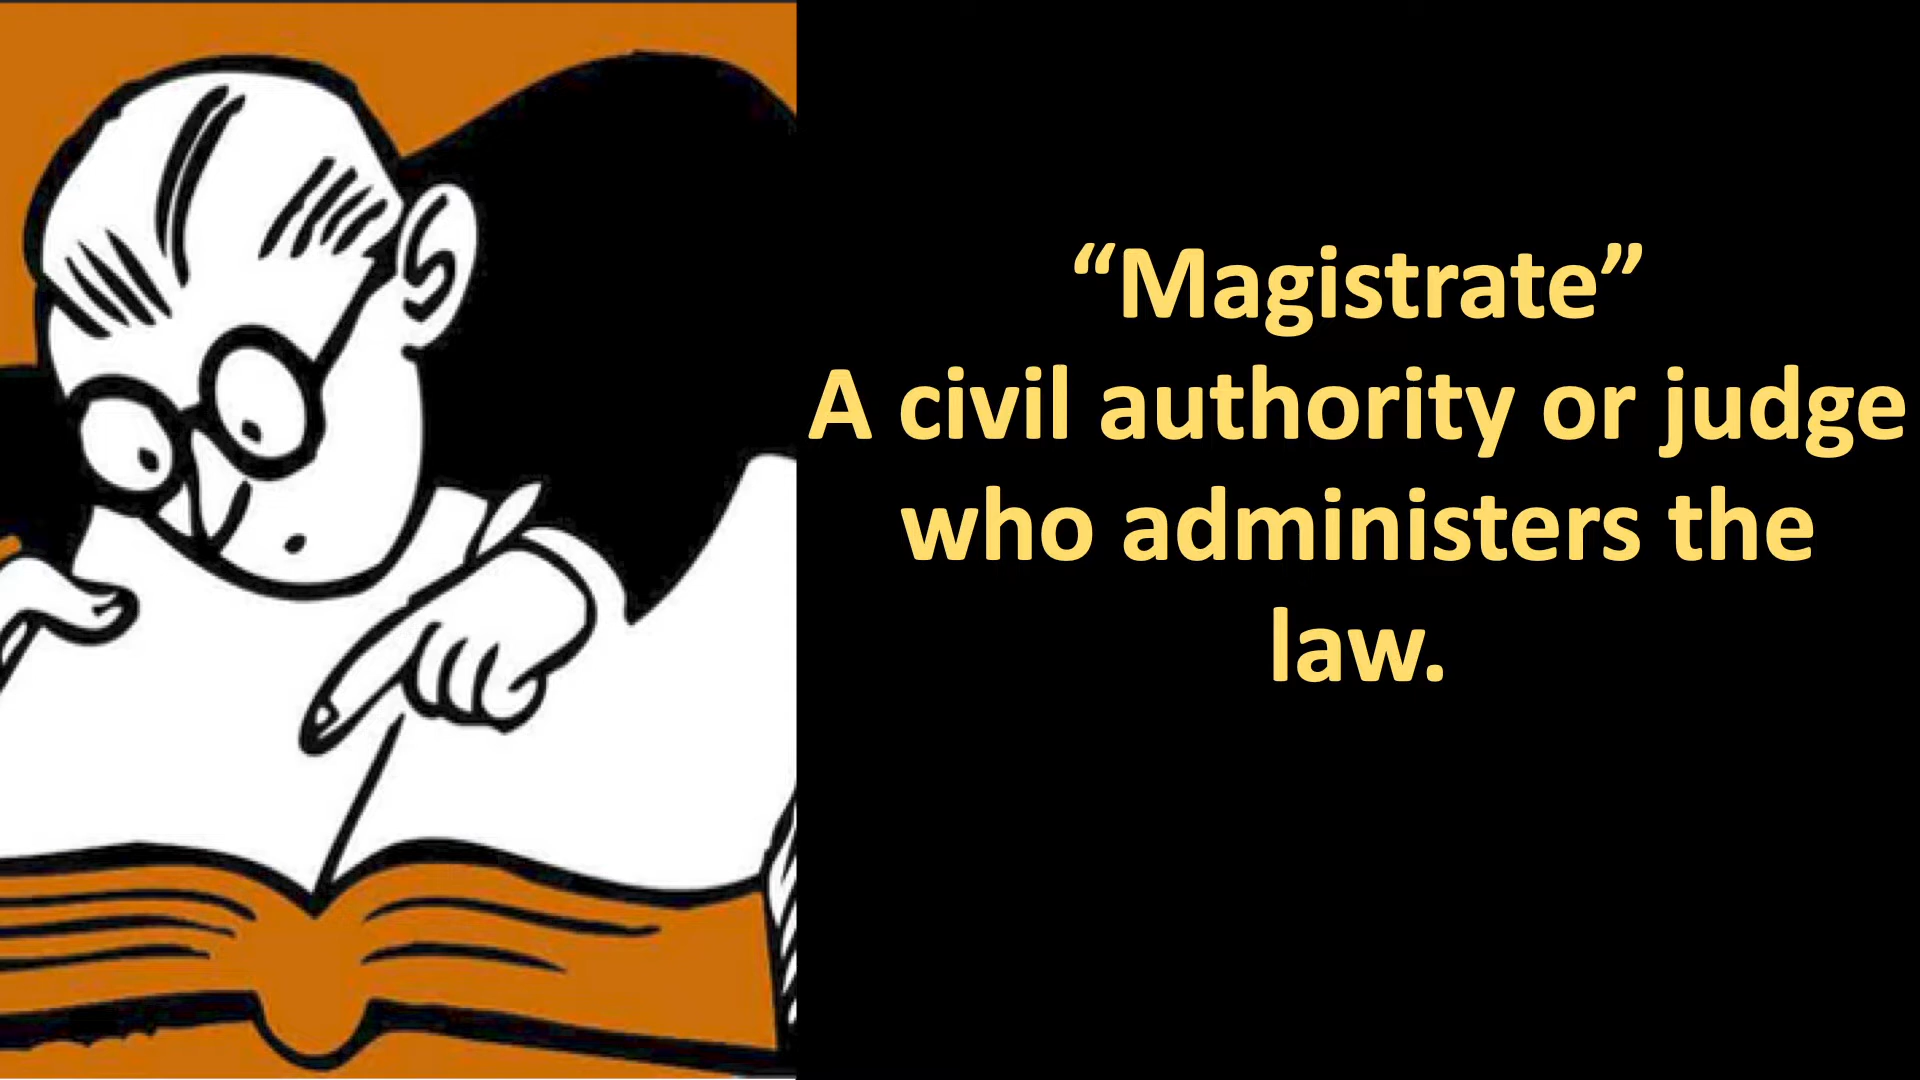 “Magistrate”
A civil authority or judge
who administers the
law.